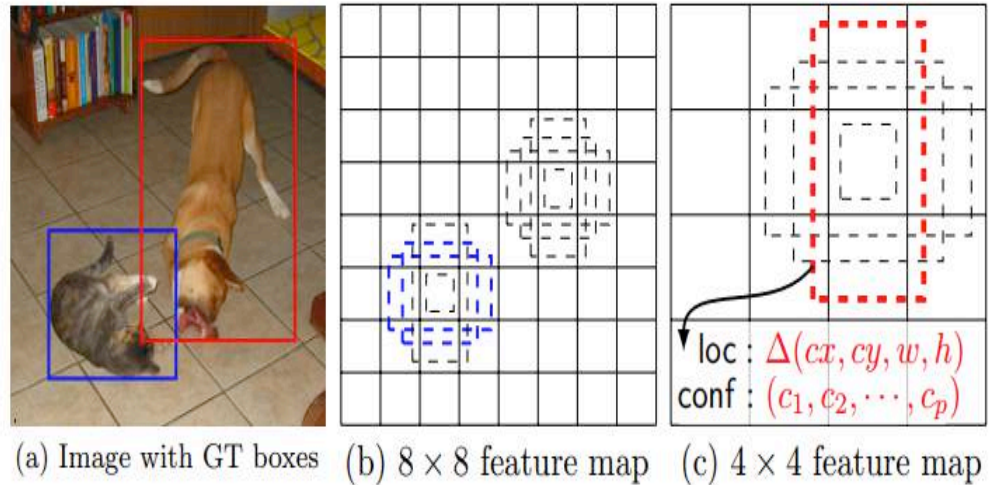 loc : Δ(cx, cy, w, h)
conf : (c₁, c₂, ⋯, cₚ)
(a) Image with GT boxes
(b) 8 × 8 feature map
(c) 4 × 4 feature map